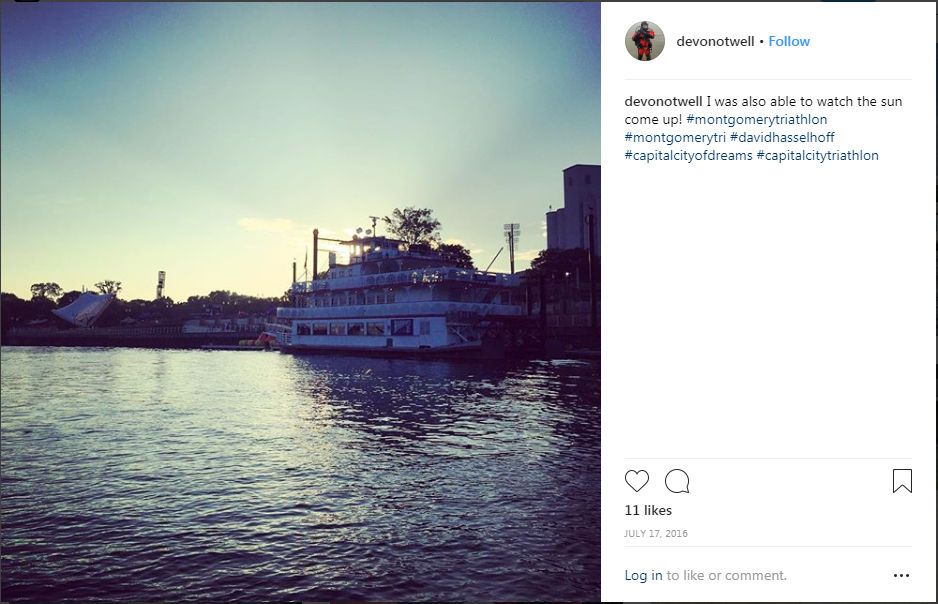 devonotwell • Follow
devonotwell I was also able to watch the sun
come up! #montgomerytriathlon
#montgomerytri #davidhasselhoff
#capitalcityofdreams #capitalcitytriathlon
11 likes
JULY 17, 2016
Log in to like or comment.